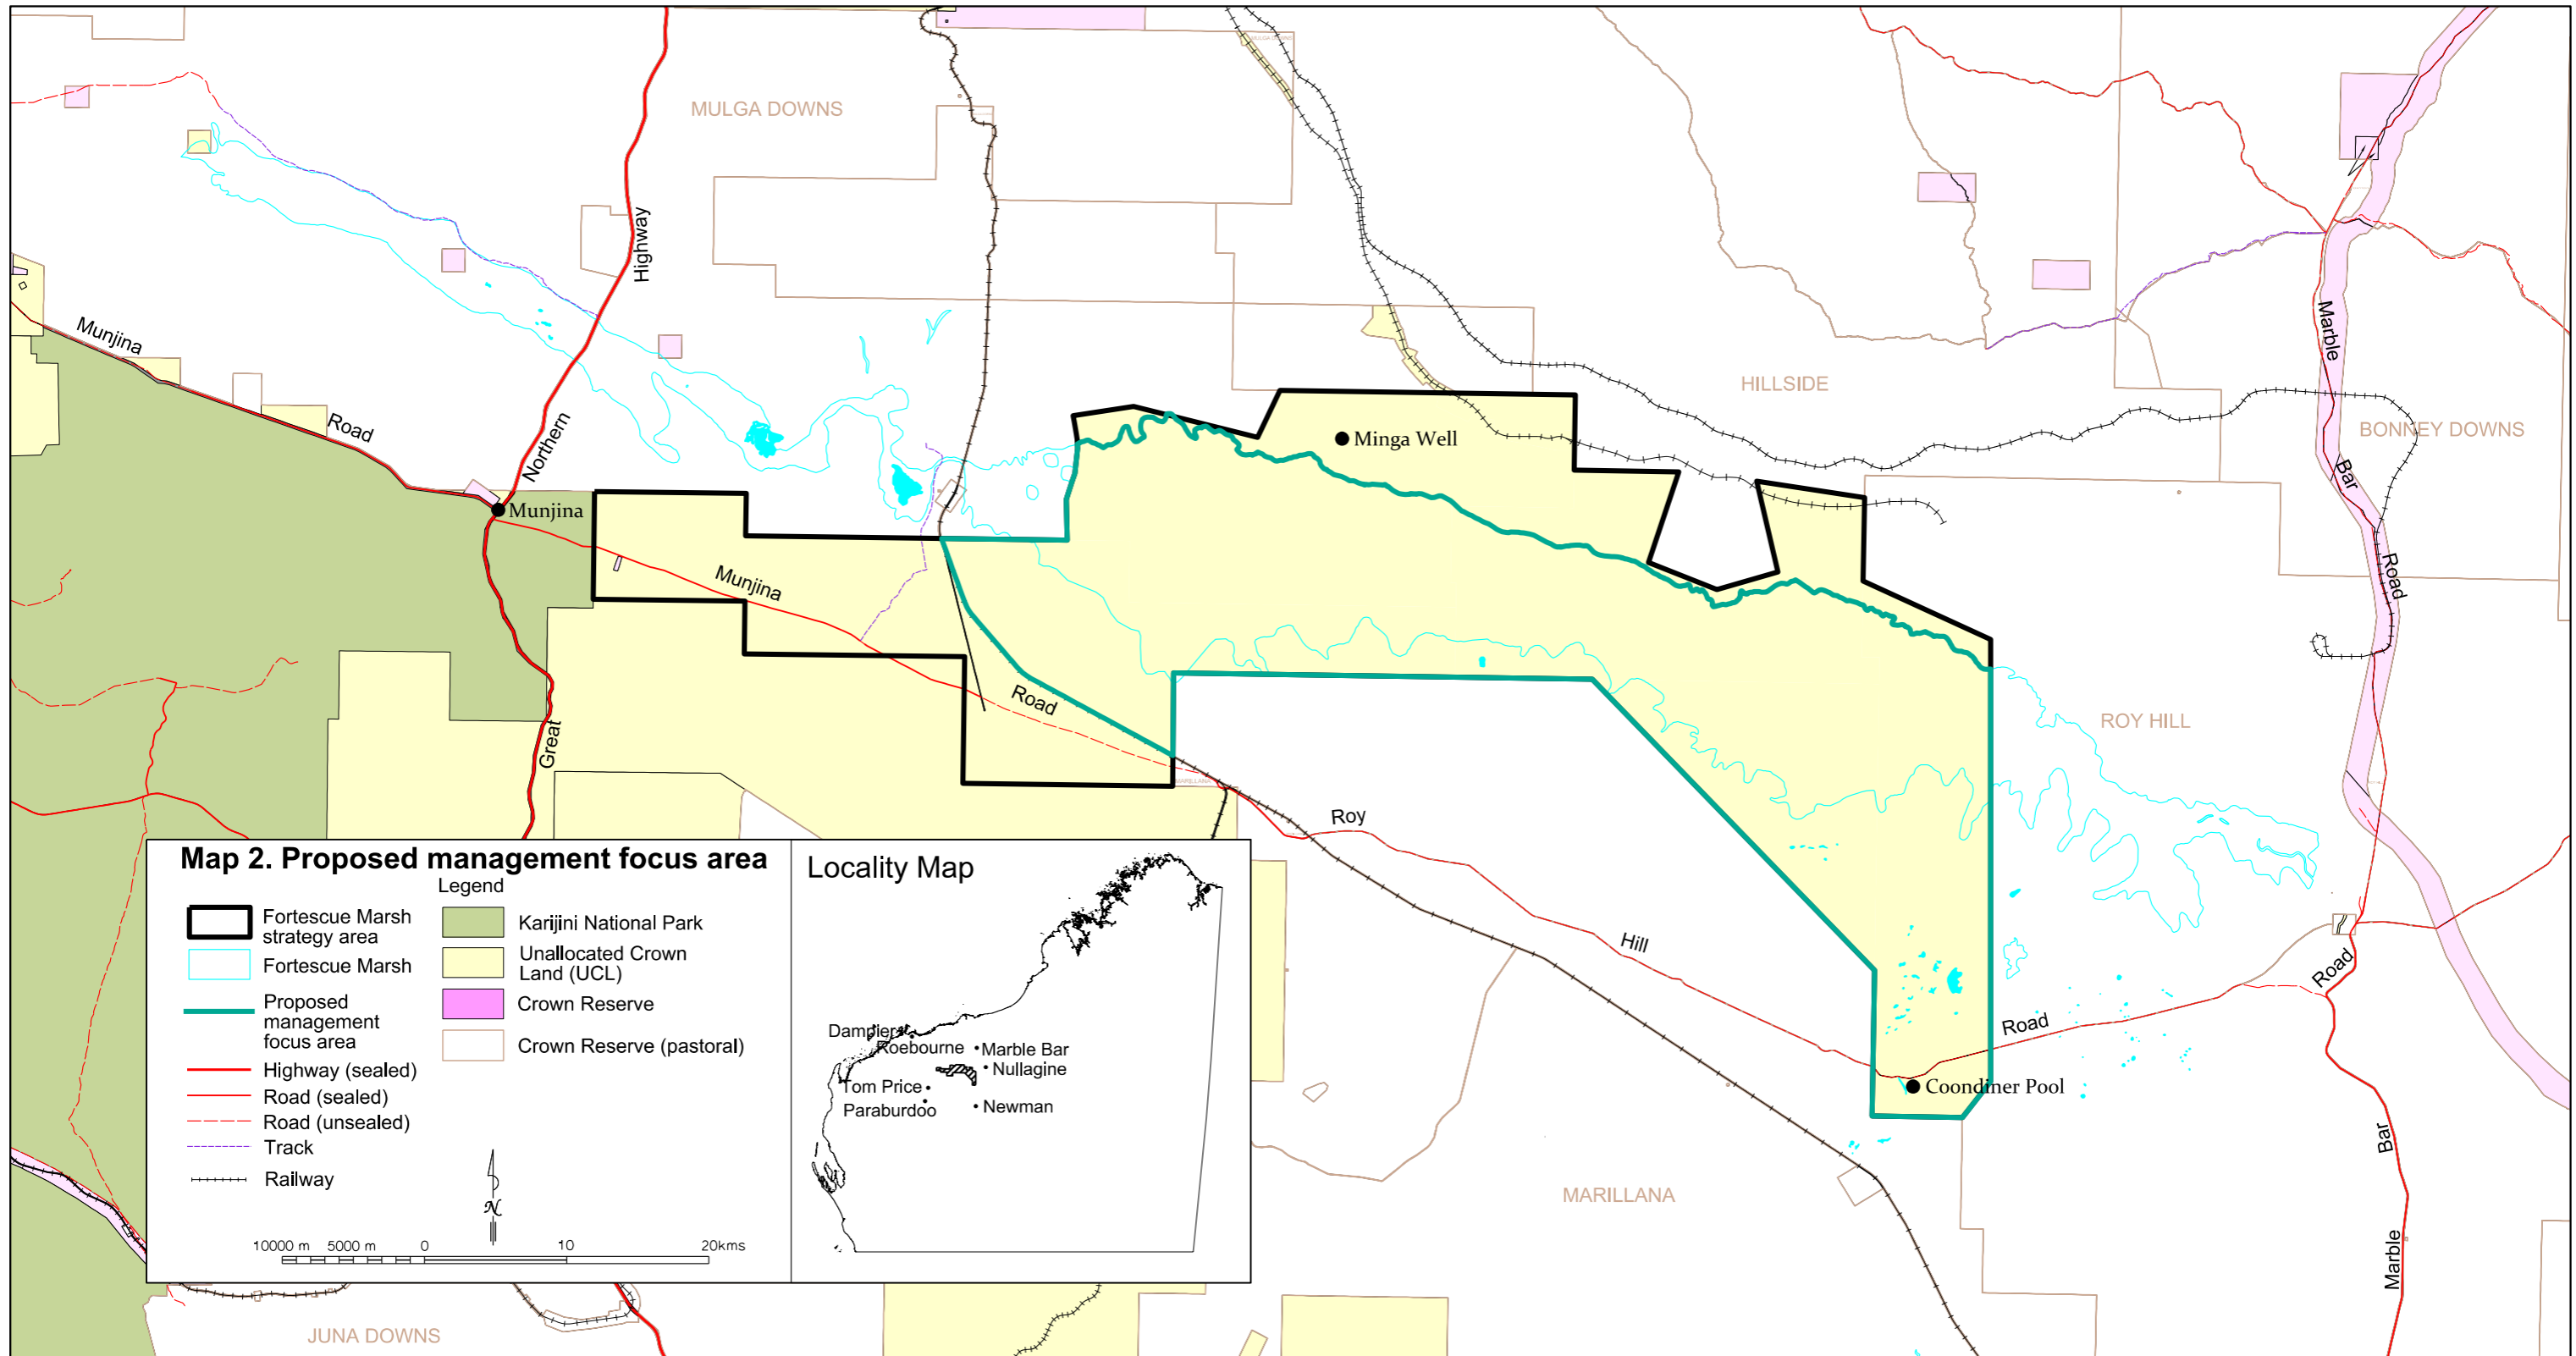 MULGA DOWNS
MULGA DOWNS
Highway
Munjina
Road
Northern
Marble
HILLSIDE
BONNEY DOWNS
Minga Well
Bar
Munjina
Munjina
Road
Road
ROY HILL
Great
MARILLANA
Roy
Hill
Road
Road
Coondiner Pool
Bar
MARILLANA
Marble
JUNA DOWNS
Map 2. Proposed management focus area
Legend
Fortescue Marsh
strategy area
Fortescue Marsh
Proposed
management
focus area
Highway (sealed)
Road (sealed)
Road (unsealed)
Track
Railway
Karijini National Park
Unallocated Crown
Land (UCL)
Crown Reserve
Crown Reserve (pastoral)
N
10000 m 5000 m 0 10 20kms
Locality Map
Dampier
Roebourne
Marble Bar
Nullagine
Tom Price
Paraburdoo
Newman